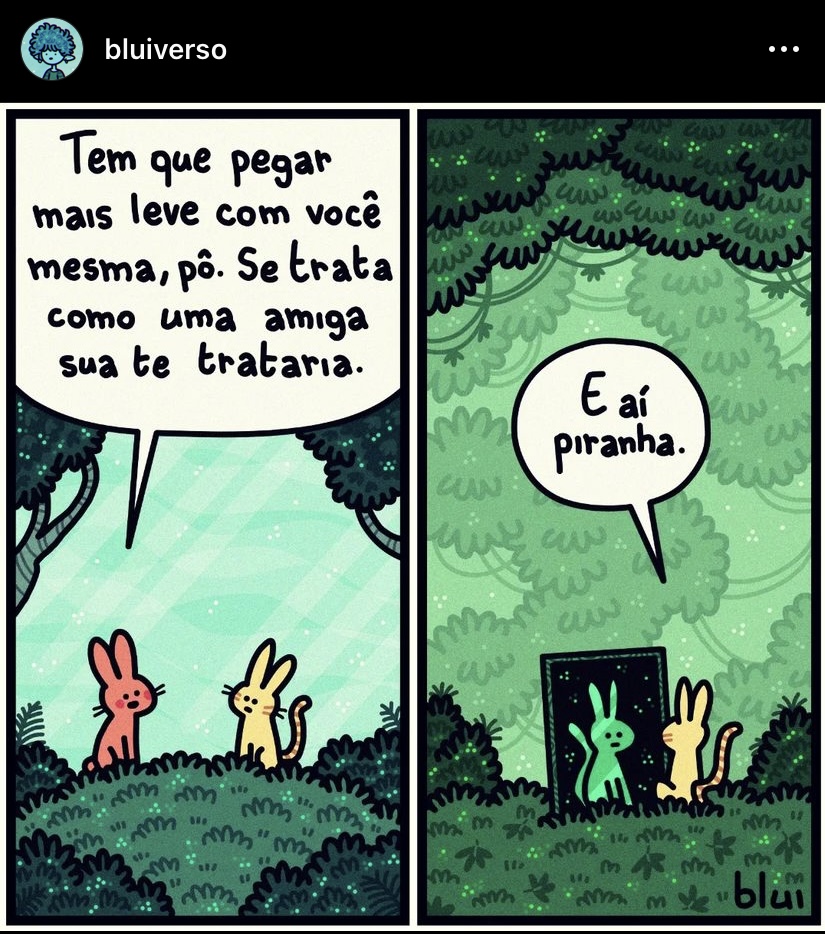 bluiverso
Tem que pegar
mais leve com você
mesma, pô. Se trata
como uma amiga
sua te trataria.
E aí
piranha.
blui